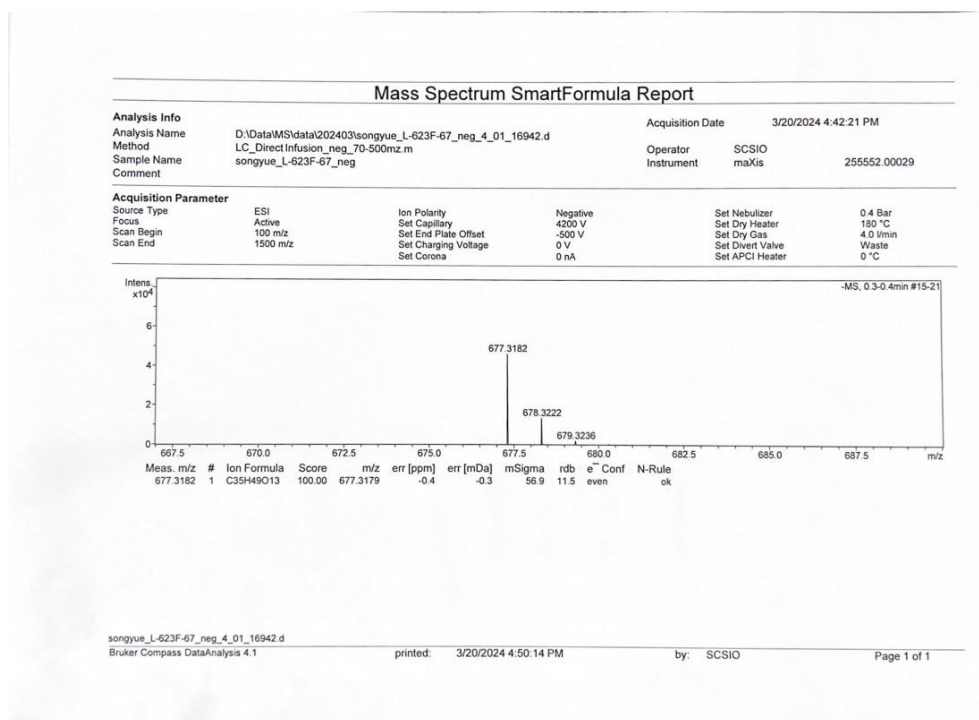 Mass Spectrum SmartFormula Report
Analysis Info
Acquisition Date 3/20/2024 4:42:21 PM
Analysis Name D:\Data\MS\data\202403\songyue_L-623F-67_neg_4_01_16942.d
Method LC_Direct Infusion_neg_70-500mz.m
Operator SCSIO
Sample Name songyue_L-623F-67_neg
Instrument maXis 255552.00029
Comment
Acquisition Parameter
Source Type ESI Ion Polarity Negative Set Nebulizer 0.4 Bar
Focus Active Set Capillary 4200 V Set Dry Heater 180 °C
Scan Begin 100 m/z Set End Plate Offset -500 V Set Dry Gas 4.0 l/min
Scan End 1500 m/z Set Charging Voltage 0 V Set Divert Valve Waste
Set Corona 0 nA Set APCI Heater 0 °C
Intens.
x10⁴
-MS, 0.3-0.4min #15-21
6
677.3182
4
2
678.3222
679.3236
0
667.5 670.0 672.5 675.0 677.5 680.0 682.5 685.0 687.5 m/z
Meas. m/z # Ion Formula Score m/z err [ppm] err [mDa] mSigma rdb e⁻ Conf N-Rule
677.3182 1 C35H49O13 100.00 677.3179 -0.4 -0.3 56.9 11.5 even ok
songyue_L-623F-67_neg_4_01_16942.d
Bruker Compass DataAnalysis 4.1 printed: 3/20/2024 4:50:14 PM by: SCSIO Page 1 of 1